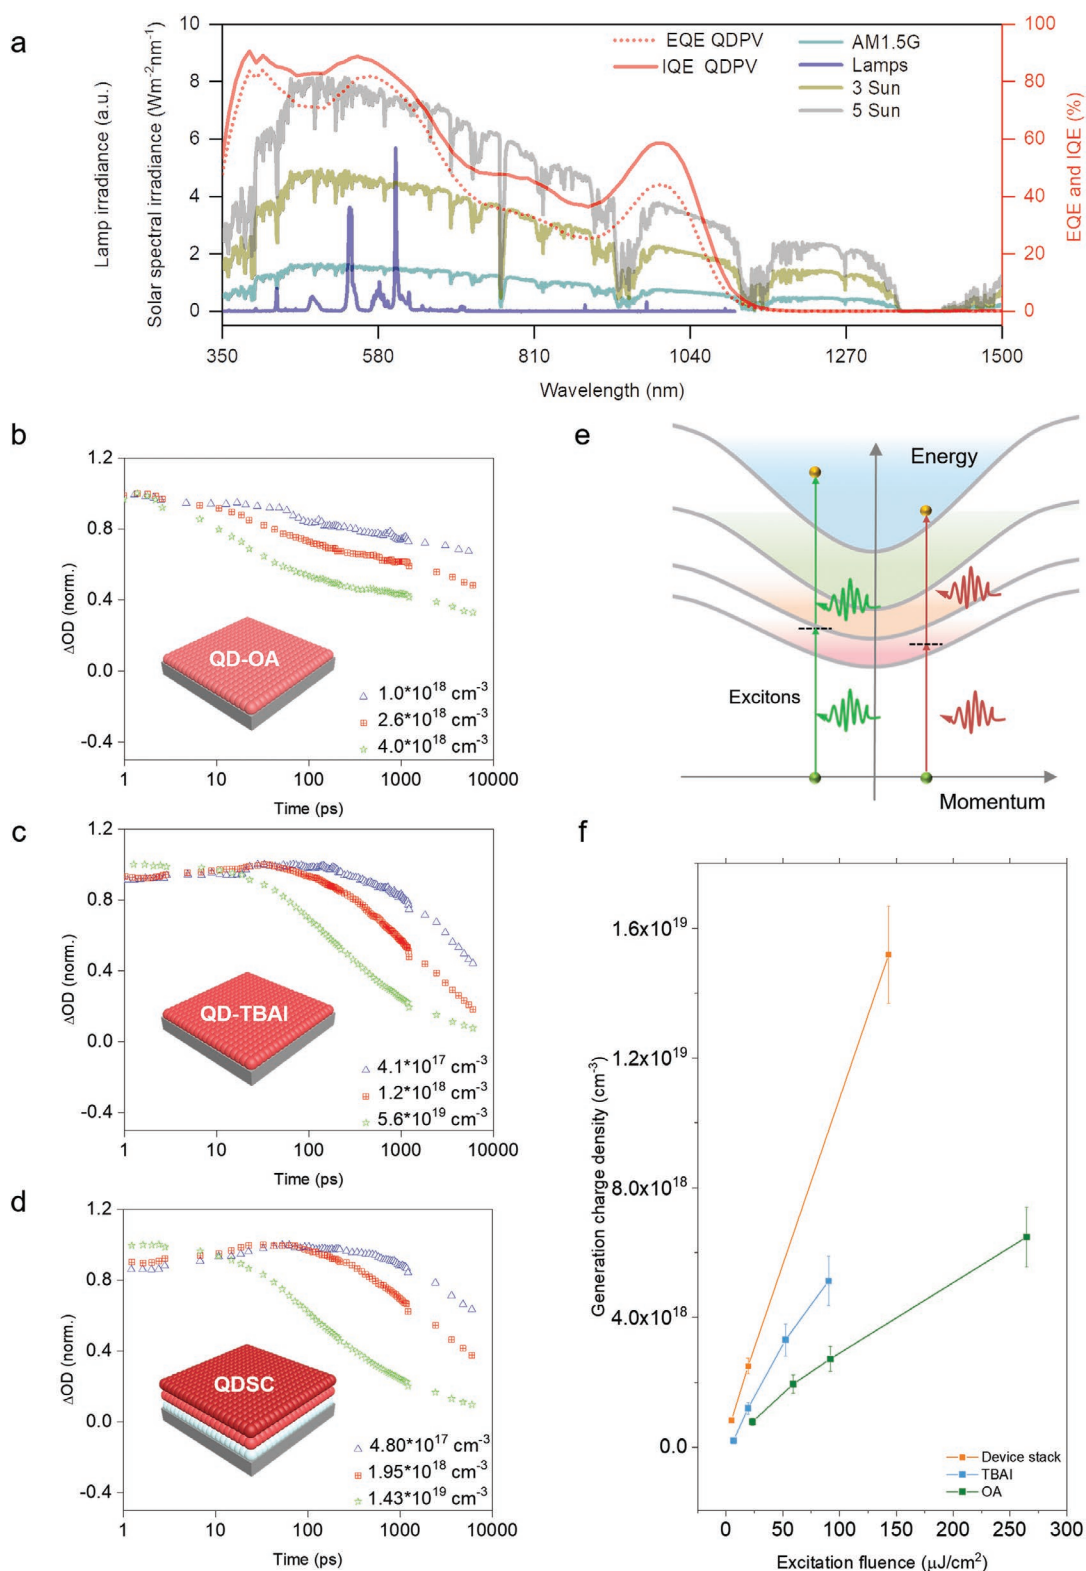 a
Lamp irradiance (a.u.)
Solar spectral irradiance (Wm-2nm-1)
10
8
6
4
2
0
EQE QDPV
IQE QDPV
AM1.5G
Lamps
3 Sun
5 Sun
100
80
60
40
20
0
EQE and IQE (%)
350 580 810 1040 1270 1500
Wavelength (nm)
b
ΔOD (norm.)
1.2
0.8
0.4
0.0
-0.4
QD-OA
1.0*10^18 cm-3
2.6*10^18 cm-3
4.0*10^18 cm-3
1 10 100 1000 10000
Time (ps)
c
ΔOD (norm.)
1.2
0.8
0.4
0.0
-0.4
QD-TBAI
4.1*10^17 cm-3
1.2*10^18 cm-3
5.6*10^19 cm-3
1 10 100 1000 10000
Time (ps)
d
ΔOD (norm.)
1.2
0.8
0.4
0.0
-0.4
QDSC
4.80*10^17 cm-3
1.95*10^18 cm-3
1.43*10^19 cm-3
1 10 100 1000 10000
Time (ps)
e
Energy
Excitons
Momentum
f
Generation charge density (cm-3)
1.6x10^19
1.2x10^19
8.0x10^18
4.0x10^18
0.0
Device stack
TBAI
OA
0 50 100 150 200 250 300
Excitation fluence (μJ/cm2)